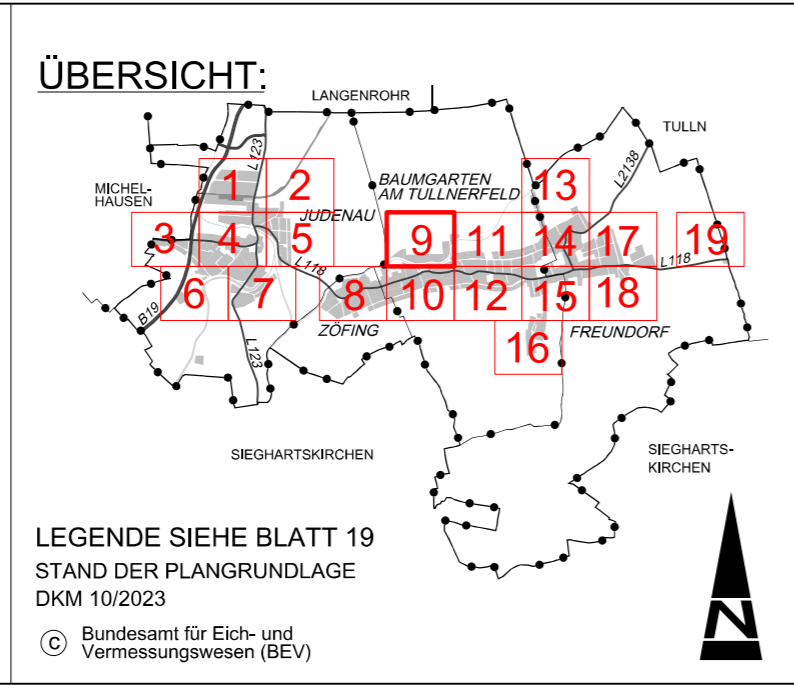 ÜBERSICHT:
LANGENROHR
TULLN
L123
L2138
MICHEL-
HAUSEN
BAUMGARTEN
AM TULLNERFELD
1
2
13
JUDENAU
3
4
5
9
11
14
17
19
L118
L118
6
7
8
10
12
15
18
B19
ZÖFING
FREUNDORF
L123
16
SIEGHARTSKIRCHEN
SIEGHARTS-
KIRCHEN
LEGENDE SIEHE BLATT 19
STAND DER PLANGRUNDLAGE
DKM 10/2023
C Bundesamt für Eich- und
Vermessungswesen (BEV)
N